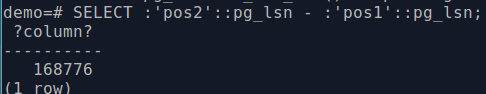 demo=# SELECT :'pos2'::pg_lsn - :'pos1'::pg_lsn;
 ?column?
----------
   168776
(1 row)